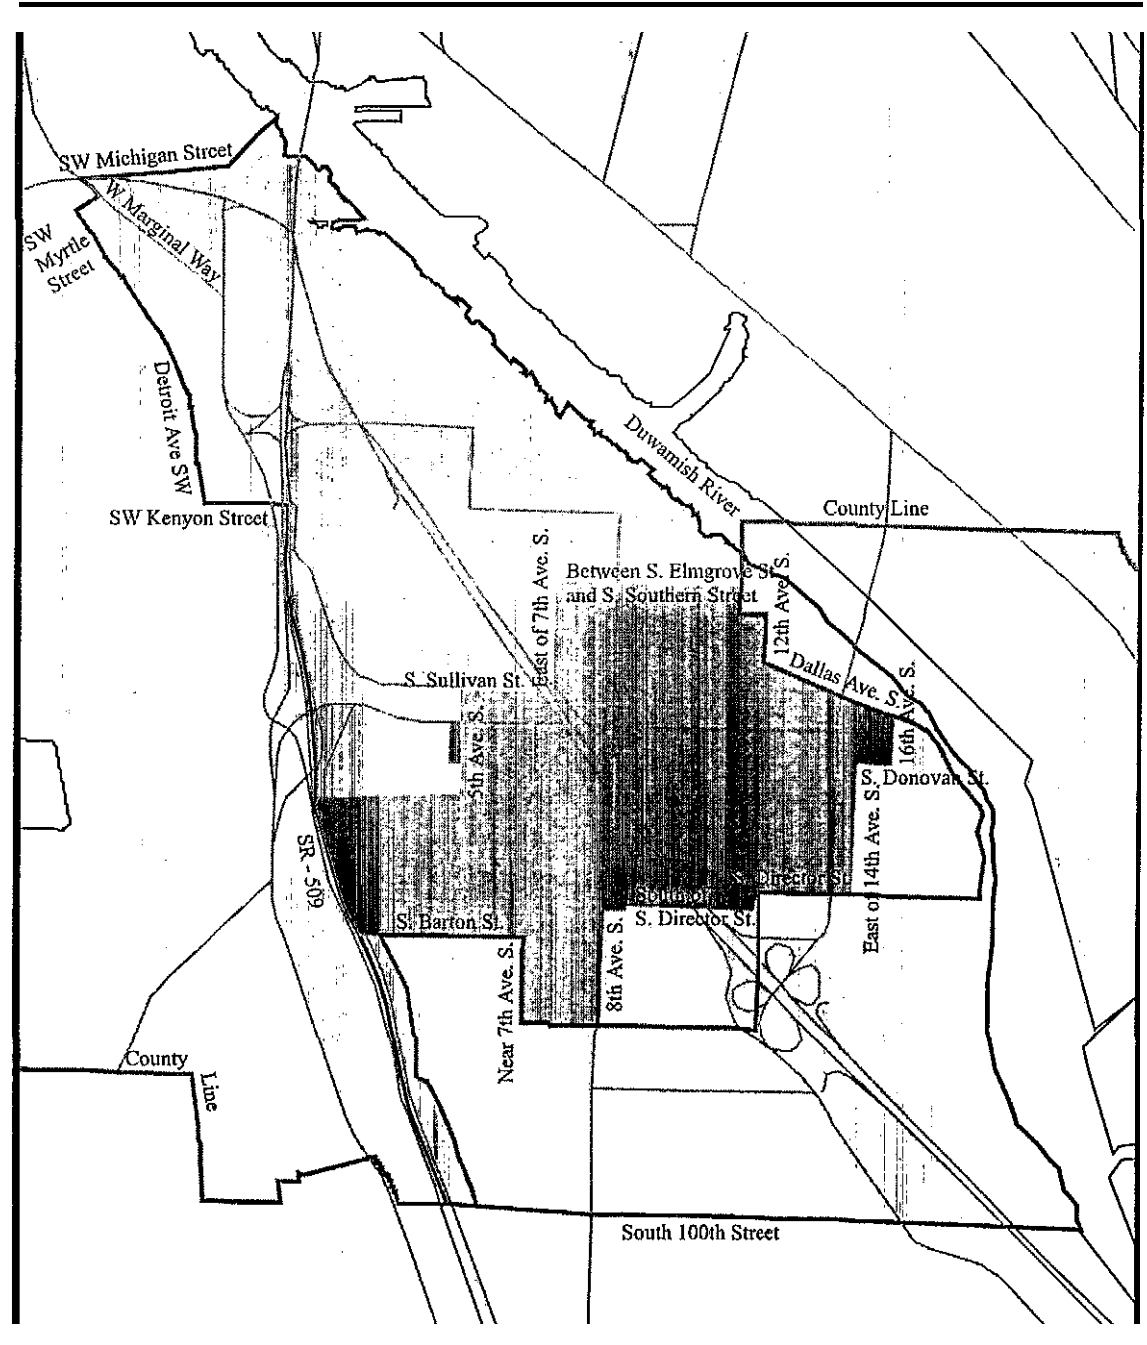 SW Michigan Street
W Marginal Way
SW
Myrtle
Street
Detroit Ave SW
Duwamish River
County Line
SW Kenyon Street
East of 7th Ave. S.
Between S. Elmgrove St.
and S. Southern Street
12th Ave. S.
S. Sullivan St.
Dallas Ave. S.
16th Ave. S.
5th Ave. S.
S. Donovan St.
East of 14th Ave. S.
SR - 509
S. Director St.
South of
S. Director St.
S. Barton St.
8th Ave. S.
Near 7th Ave. S.
County
Line
South 100th Street